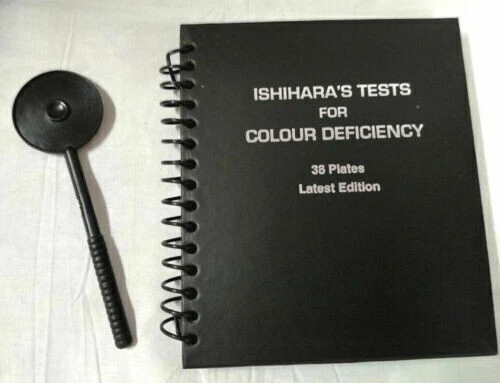 ISHIHARA'S TESTS
FOR
COLOUR DEFICIENCY
38 Plates
Latest Edition